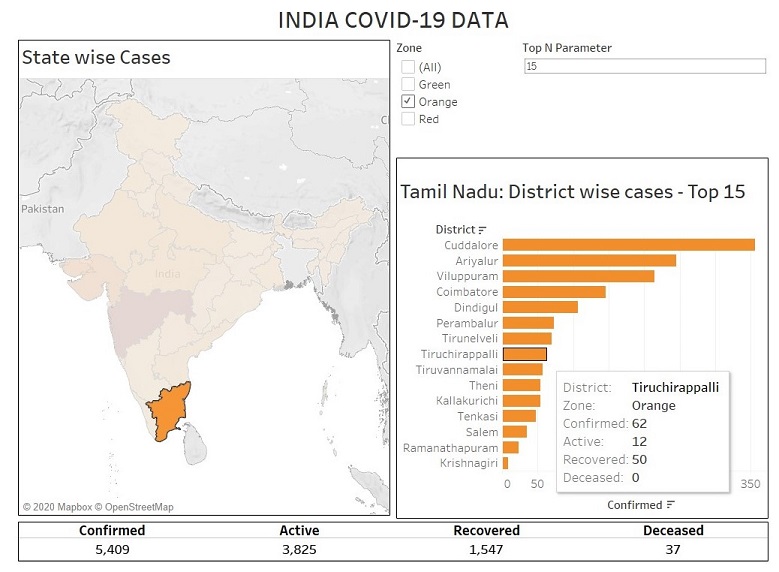 INDIA COVID-19 DATA
State wise Cases
Pakistan
India
© 2020 Mapbox © OpenStreetMap
Zone
(All)
Green
Orange
Red
Top N Parameter
15
Tamil Nadu: District wise cases - Top 15
District
Cuddalore
Ariyalur
Viluppuram
Coimbatore
Dindigul
Perambalur
Tirunelveli
Tiruchirappalli
Tiruvannamalai
Theni
Kallakurichi
Tenkasi
Salem
Ramanathapuram
Krishnagiri
District: Tiruchirappalli
Zone: Orange
Confirmed: 62
Active: 12
Recovered: 50
Deceased: 0
0 50 350
Confirmed
Confirmed Active Recovered Deceased
5,409 3,825 1,547 37